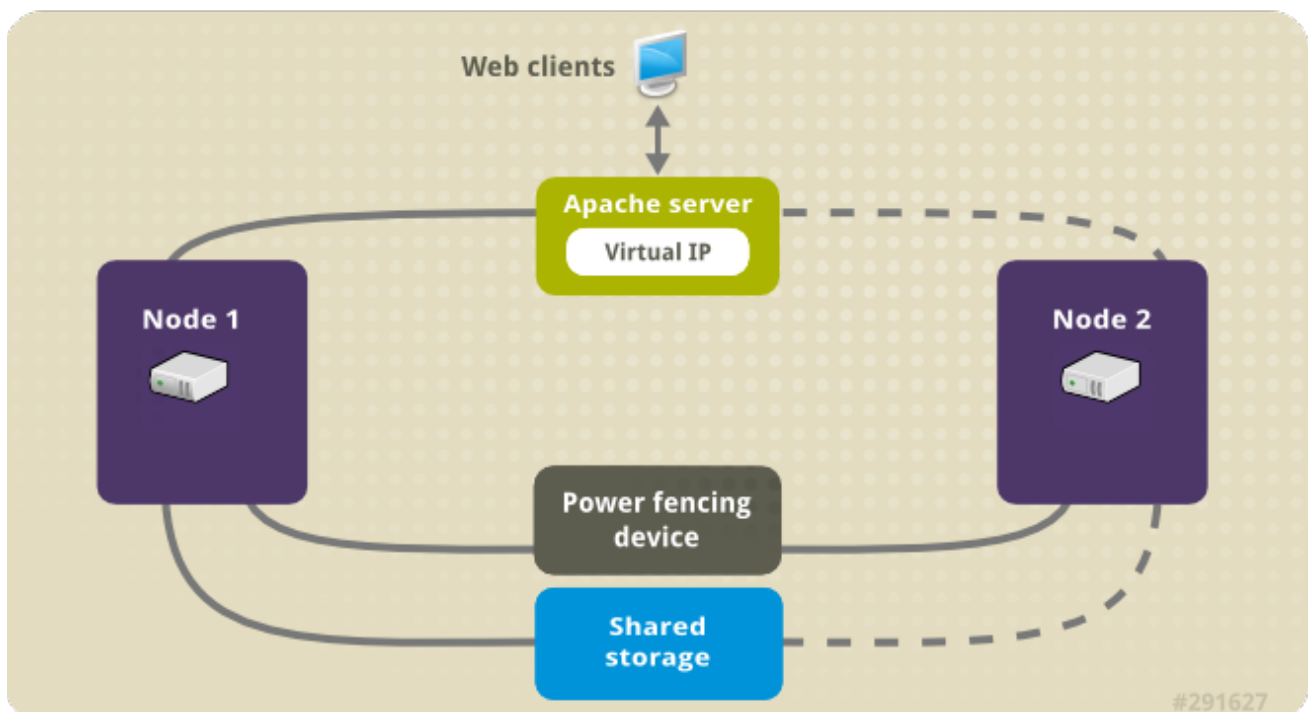 Web clients
Apache server
Virtual IP
Node 1
Node 2
Power fencing
device
Shared
storage
#291627